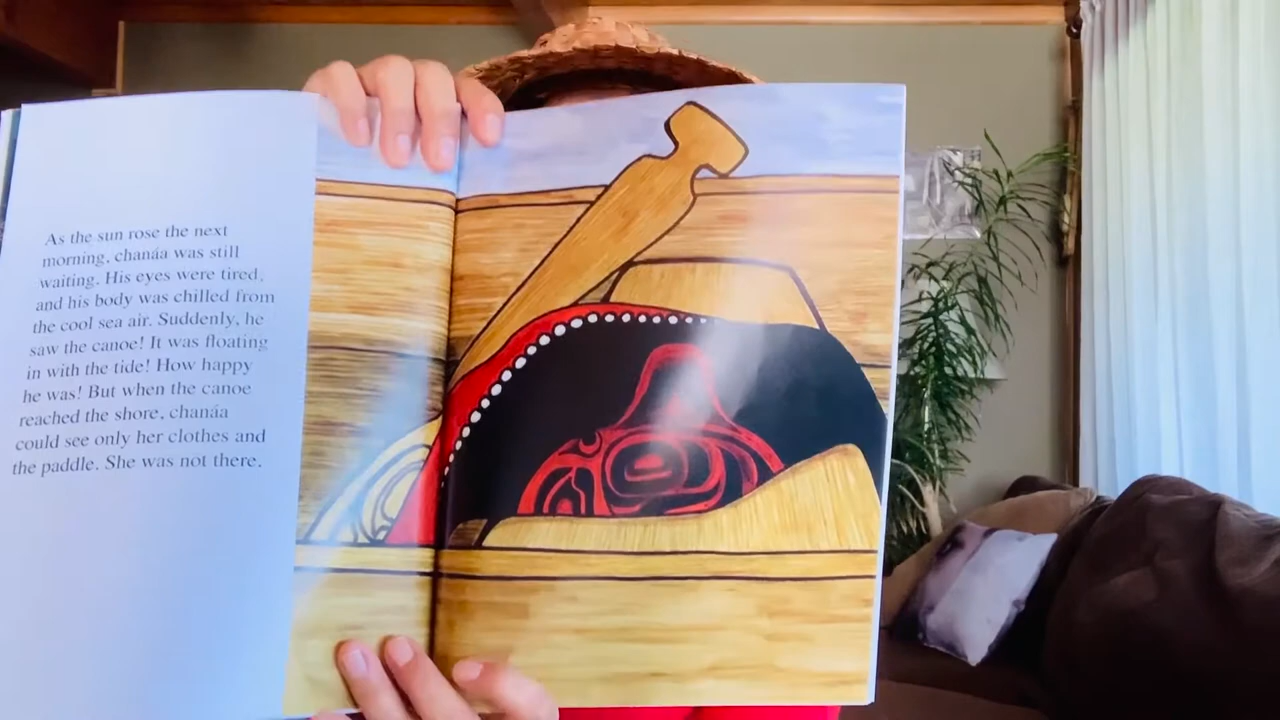 As the sun rose the next
morning, chanáa was still
waiting. His eyes were tired,
and his body was chilled from
the cool sea air. Suddenly, he
saw the canoe! It was floating
in with the tide! How happy
he was! But when the canoe
reached the shore, chanáa
could see only her clothes and
the paddle. She was not there.